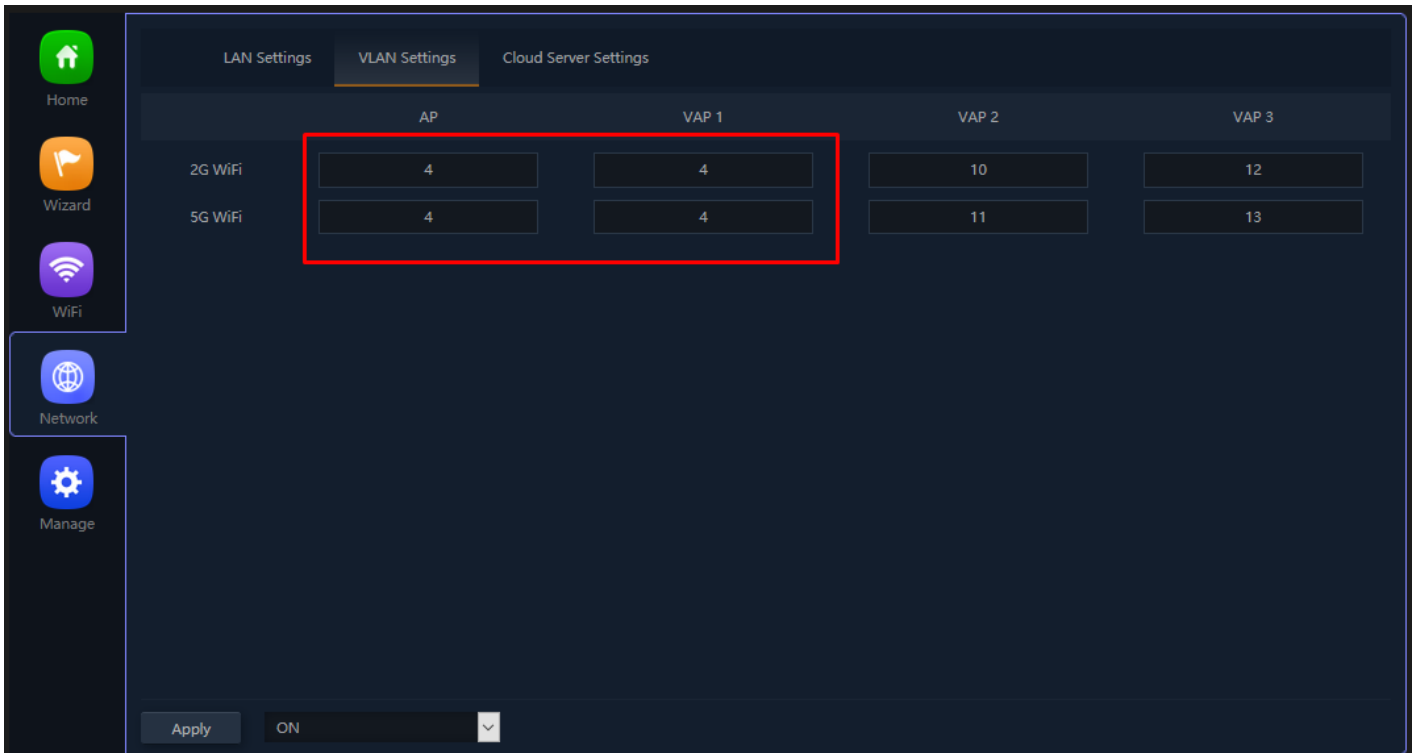 LAN Settings VLAN Settings Cloud Server Settings
Home
AP VAP 1 VAP 2 VAP 3
2G WiFi 4 4 10 12
Wizard
5G WiFi 4 4 11 13
WiFi
Network
Manage
Apply ON